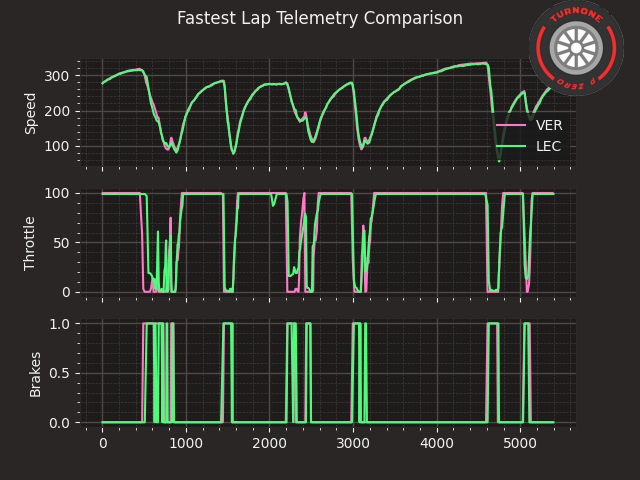 Fastest Lap Telemetry Comparison
TURNONE
P ZERO
Speed
300
200
100
VER
LEC
Throttle
100
50
0
Brakes
1.0
0.5
0.0
0 1000 2000 3000 4000 5000